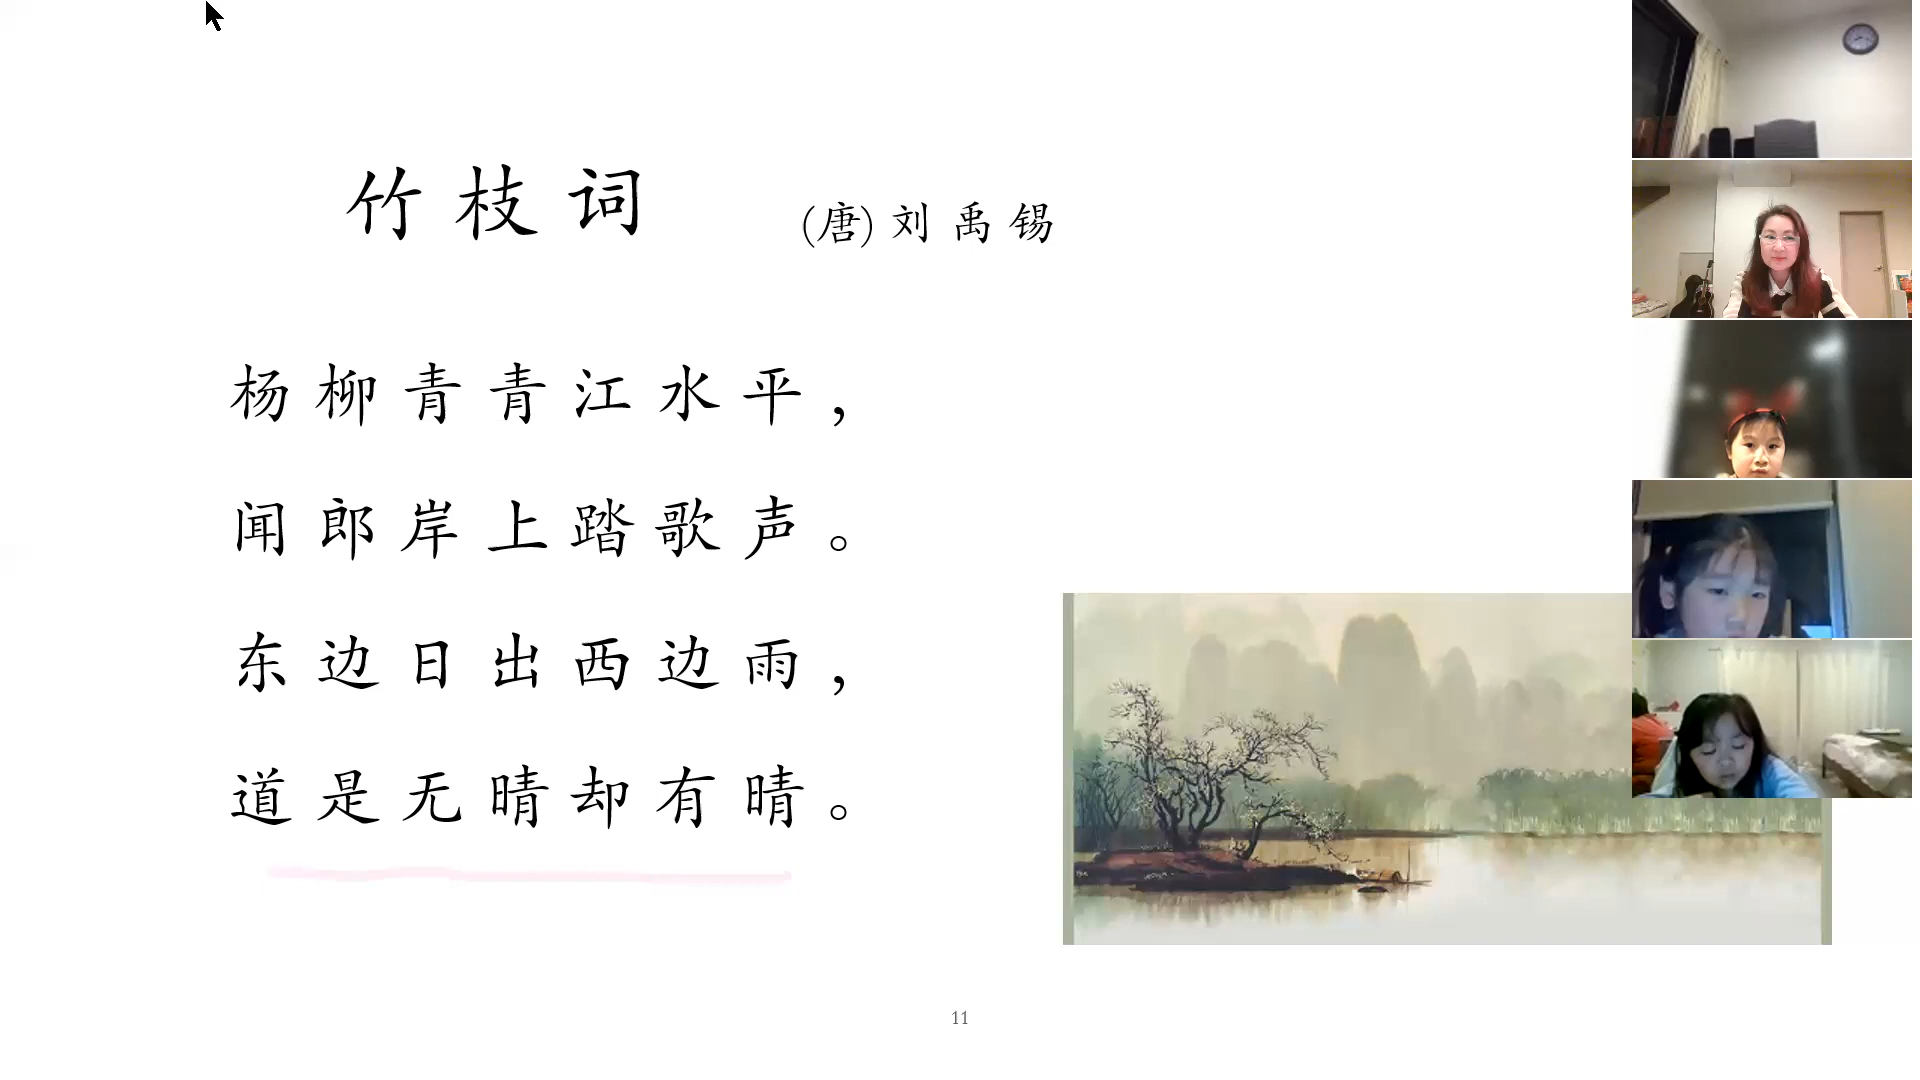 竹枝词 (唐)刘禹锡
杨柳青青江水平，
闻郎岸上踏歌声。
东边日出西边雨，
道是无晴却有晴。
11